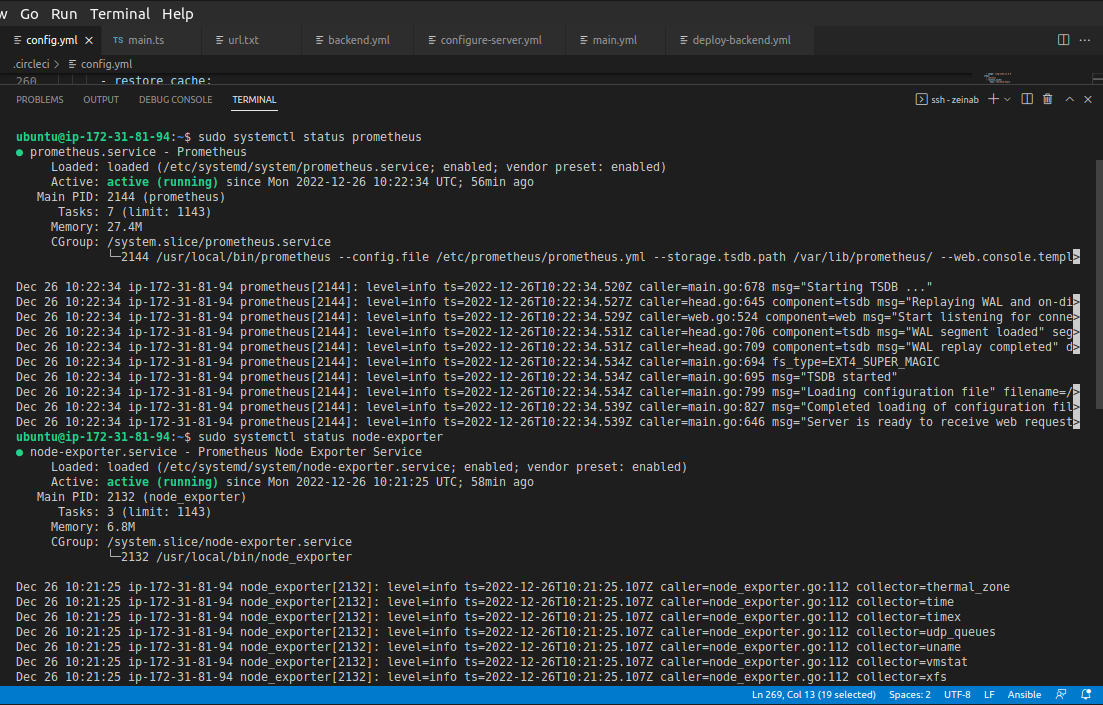 w Go Run Terminal Help
config.yml × TS main.ts url.txt backend.yml configure-server.yml main.yml deploy-backend.yml ···
.circleci > config.yml
260 - restore_cache:
PROBLEMS OUTPUT DEBUG CONSOLE TERMINAL ssh - zeinab
ubuntu@ip-172-31-81-94:~$ sudo systemctl status prometheus
● prometheus.service - Prometheus
Loaded: loaded (/etc/systemd/system/prometheus.service; enabled; vendor preset: enabled)
Active: active (running) since Mon 2022-12-26 10:22:34 UTC; 56min ago
Main PID: 2144 (prometheus)
Tasks: 7 (limit: 1143)
Memory: 27.4M
CGroup: /system.slice/prometheus.service
└─2144 /usr/local/bin/prometheus --config.file /etc/prometheus/prometheus.yml --storage.tsdb.path /var/lib/prometheus/ --web.console.templ>
Dec 26 10:22:34 ip-172-31-81-94 prometheus[2144]: level=info ts=2022-12-26T10:22:34.520Z caller=main.go:678 msg="Starting TSDB ..."
Dec 26 10:22:34 ip-172-31-81-94 prometheus[2144]: level=info ts=2022-12-26T10:22:34.527Z caller=head.go:645 component=tsdb msg="Replaying WAL and on-di>
Dec 26 10:22:34 ip-172-31-81-94 prometheus[2144]: level=info ts=2022-12-26T10:22:34.529Z caller=web.go:524 component=web msg="Start listening for conne>
Dec 26 10:22:34 ip-172-31-81-94 prometheus[2144]: level=info ts=2022-12-26T10:22:34.531Z caller=head.go:706 component=tsdb msg="WAL segment loaded" seg>
Dec 26 10:22:34 ip-172-31-81-94 prometheus[2144]: level=info ts=2022-12-26T10:22:34.531Z caller=head.go:709 component=tsdb msg="WAL replay completed" d>
Dec 26 10:22:34 ip-172-31-81-94 prometheus[2144]: level=info ts=2022-12-26T10:22:34.534Z caller=main.go:694 fs_type=EXT4_SUPER_MAGIC
Dec 26 10:22:34 ip-172-31-81-94 prometheus[2144]: level=info ts=2022-12-26T10:22:34.534Z caller=main.go:695 msg="TSDB started"
Dec 26 10:22:34 ip-172-31-81-94 prometheus[2144]: level=info ts=2022-12-26T10:22:34.534Z caller=main.go:799 msg="Loading configuration file" filename=/>
Dec 26 10:22:34 ip-172-31-81-94 prometheus[2144]: level=info ts=2022-12-26T10:22:34.539Z caller=main.go:827 msg="Completed loading of configuration fil>
Dec 26 10:22:34 ip-172-31-81-94 prometheus[2144]: level=info ts=2022-12-26T10:22:34.539Z caller=main.go:646 msg="Server is ready to receive web request>
ubuntu@ip-172-31-81-94:~$ sudo systemctl status node-exporter
● node-exporter.service - Prometheus Node Exporter Service
Loaded: loaded (/etc/systemd/system/node-exporter.service; enabled; vendor preset: enabled)
Active: active (running) since Mon 2022-12-26 10:21:25 UTC; 58min ago
Main PID: 2132 (node_exporter)
Tasks: 3 (limit: 1143)
Memory: 6.8M
CGroup: /system.slice/node-exporter.service
└─2132 /usr/local/bin/node_exporter
Dec 26 10:21:25 ip-172-31-81-94 node_exporter[2132]: level=info ts=2022-12-26T10:21:25.107Z caller=node_exporter.go:112 collector=thermal_zone
Dec 26 10:21:25 ip-172-31-81-94 node_exporter[2132]: level=info ts=2022-12-26T10:21:25.107Z caller=node_exporter.go:112 collector=time
Dec 26 10:21:25 ip-172-31-81-94 node_exporter[2132]: level=info ts=2022-12-26T10:21:25.107Z caller=node_exporter.go:112 collector=timex
Dec 26 10:21:25 ip-172-31-81-94 node_exporter[2132]: level=info ts=2022-12-26T10:21:25.107Z caller=node_exporter.go:112 collector=udp_queues
Dec 26 10:21:25 ip-172-31-81-94 node_exporter[2132]: level=info ts=2022-12-26T10:21:25.107Z caller=node_exporter.go:112 collector=uname
Dec 26 10:21:25 ip-172-31-81-94 node_exporter[2132]: level=info ts=2022-12-26T10:21:25.107Z caller=node_exporter.go:112 collector=vmstat
Dec 26 10:21:25 ip-172-31-81-94 node_exporter[2132]: level=info ts=2022-12-26T10:21:25.107Z caller=node_exporter.go:112 collector=xfs
Ln 269, Col 13 (19 selected) Spaces: 2 UTF-8 LF Ansible